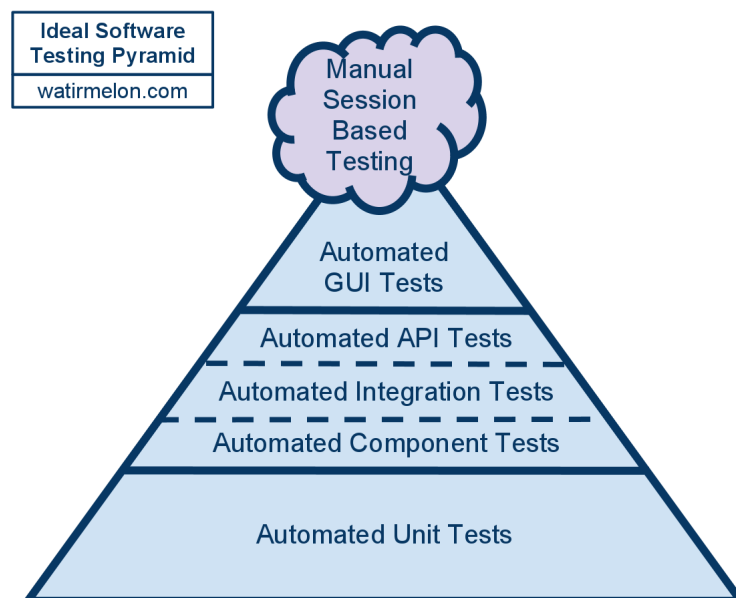 Ideal Software
Testing Pyramid
watirmelon.com
Manual
Session
Based
Testing
Automated
GUI Tests
Automated API Tests
Automated Integration Tests
Automated Component Tests
Automated Unit Tests